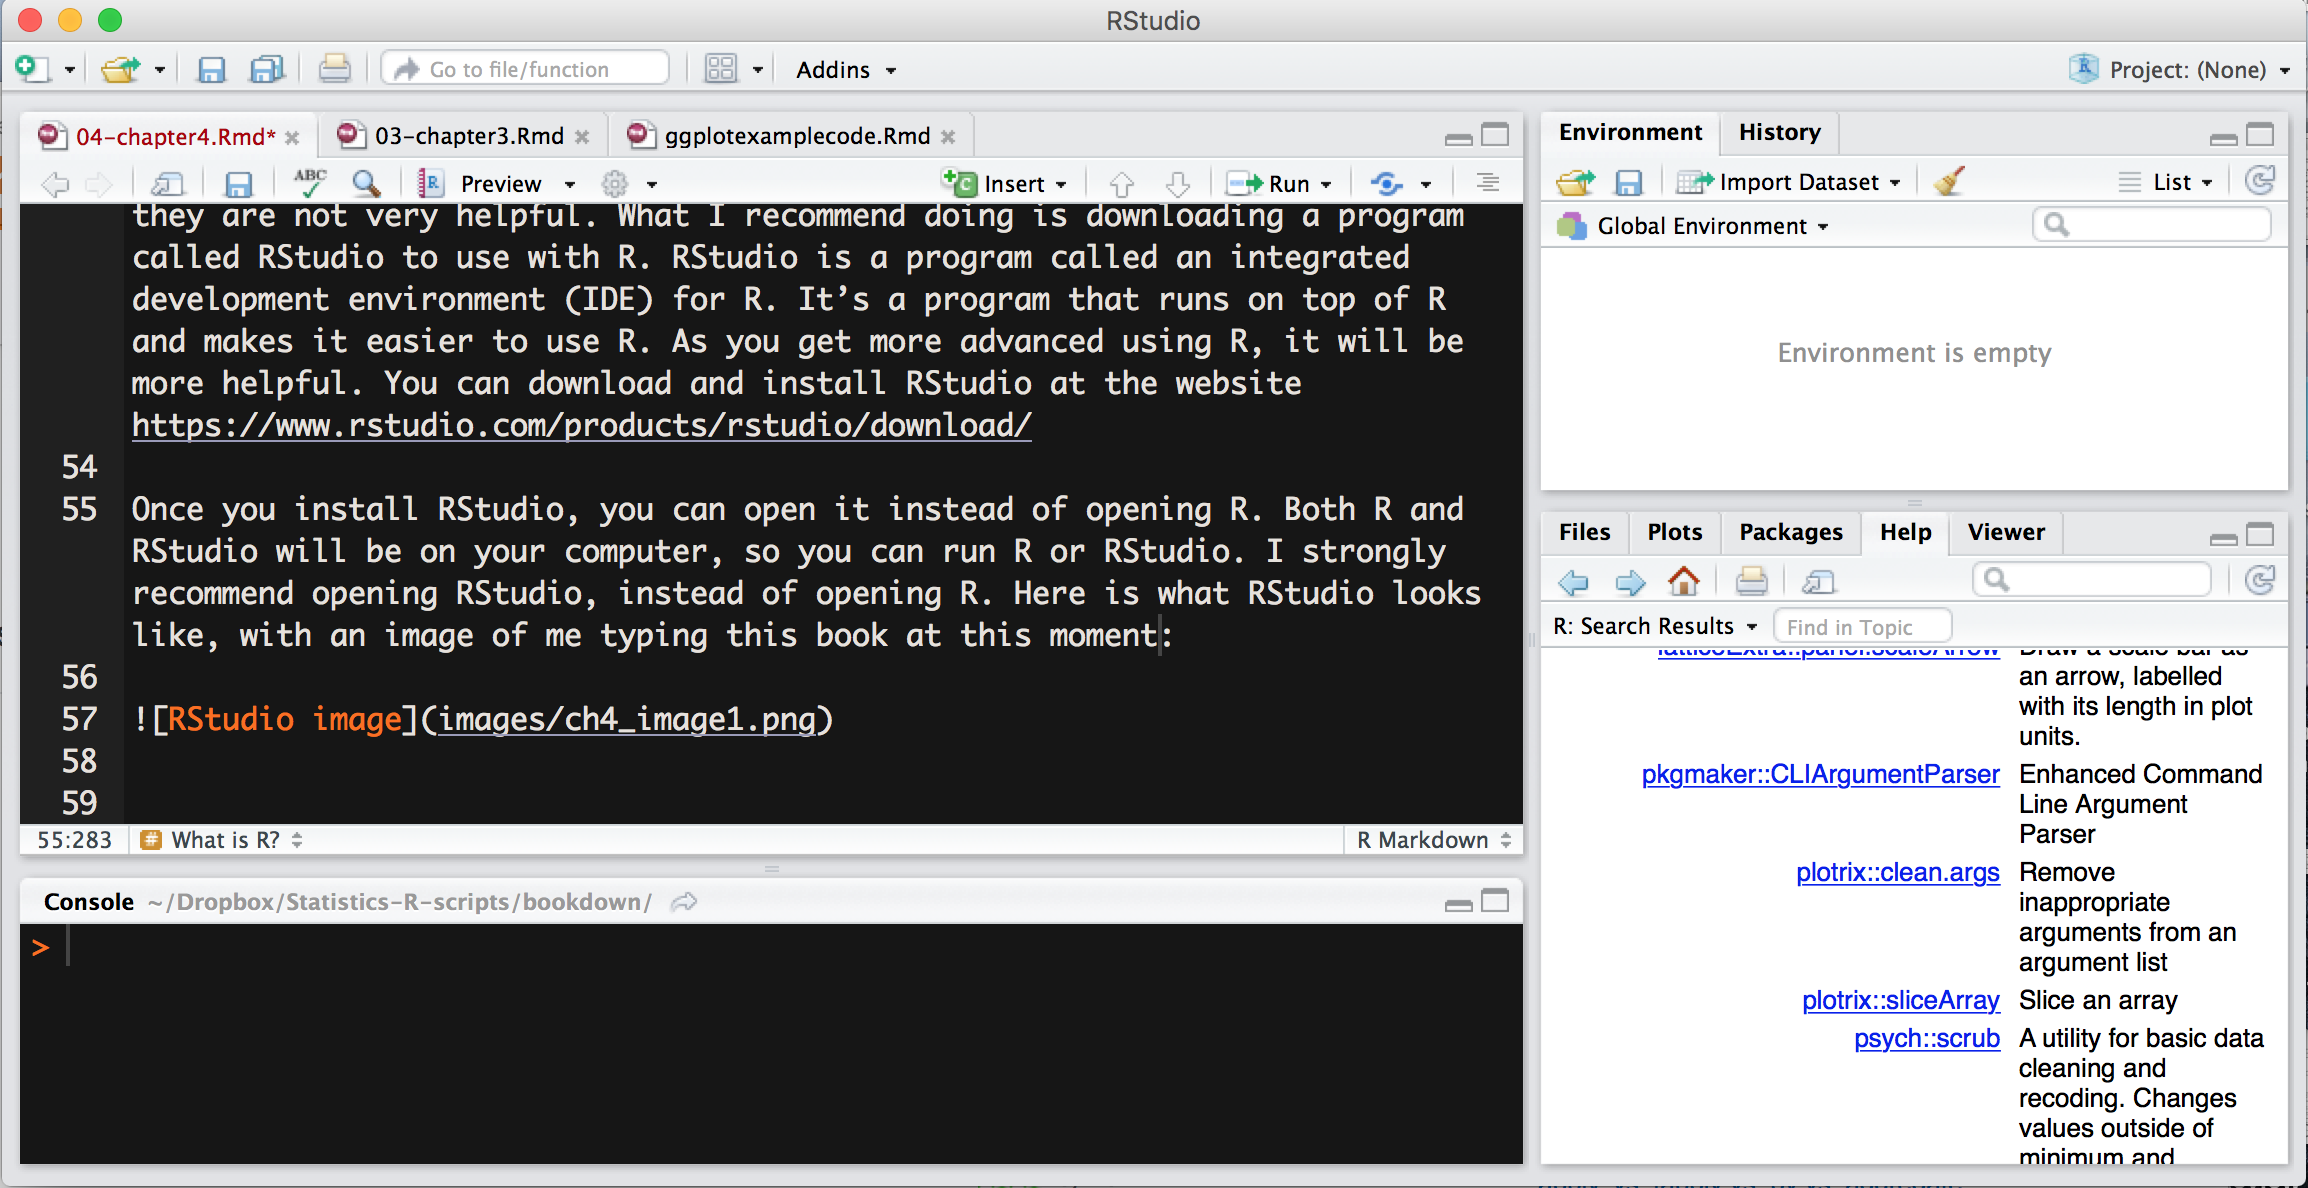 RStudio
Go to file/function
Addins
Project: (None)
04-chapter4.Rmd*
03-chapter3.Rmd
ggplotexamplecode.Rmd
ABC
Preview
Insert
Run
they are not very helpful. What I recommend doing is downloading a program
called RStudio to use with R. RStudio is a program called an integrated
development environment (IDE) for R. It’s a program that runs on top of R
and makes it easier to use R. As you get more advanced using R, it will be
more helpful. You can download and install RStudio at the website
https://www.rstudio.com/products/rstudio/download/
54
55 Once you install RStudio, you can open it instead of opening R. Both R and
RStudio will be on your computer, so you can run R or RStudio. I strongly
recommend opening RStudio, instead of opening R. Here is what RStudio looks
like, with an image of me typing this book at this moment:
56
57 ![RStudio image](images/ch4_image1.png)
58
59
55:283 # What is R?
R Markdown
Console ~/Dropbox/Statistics-R-scripts/bookdown/
>
Environment
History
Import Dataset
List
Global Environment
Environment is empty
Files
Plots
Packages
Help
Viewer
R: Search Results
Find in Topic
latticeExtra::panel.scaleArrow Draw a scale bar as
an arrow, labelled
with its length in plot
units.
pkgmaker::CLIArgumentParser Enhanced Command
Line Argument
Parser
plotrix::clean.args Remove
inappropriate
arguments from an
argument list
plotrix::sliceArray Slice an array
psych::scrub A utility for basic data
cleaning and
recoding. Changes
values outside of
minimum and